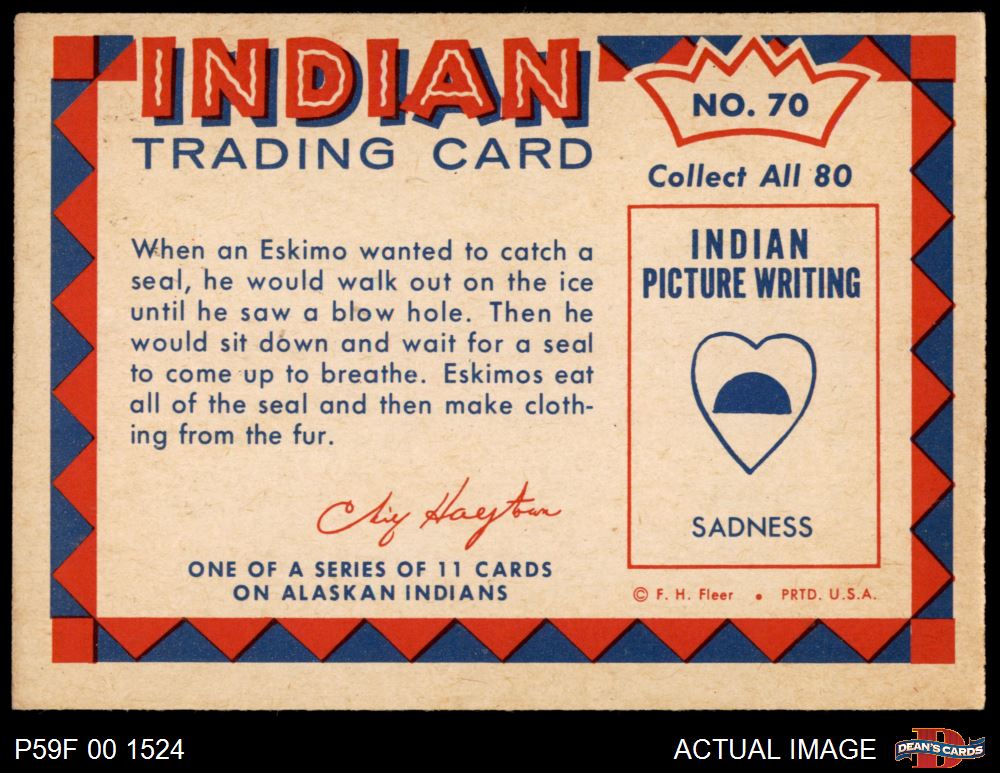 INDIAN
TRADING CARD
NO. 70
Collect All 80
When an Eskimo wanted to catch a
seal, he would walk out on the ice
until he saw a blow hole. Then he
would sit down and wait for a seal
to come up to breathe. Eskimos eat
all of the seal and then make cloth-
ing from the fur.
Chief Hagtown
ONE OF A SERIES OF 11 CARDS
ON ALASKAN INDIANS
INDIAN
PICTURE WRITING
SADNESS
© F. H. Fleer • PRTD. U.S.A.
P59F 00 1524
ACTUAL IMAGE
D
DEAN'S CARDS